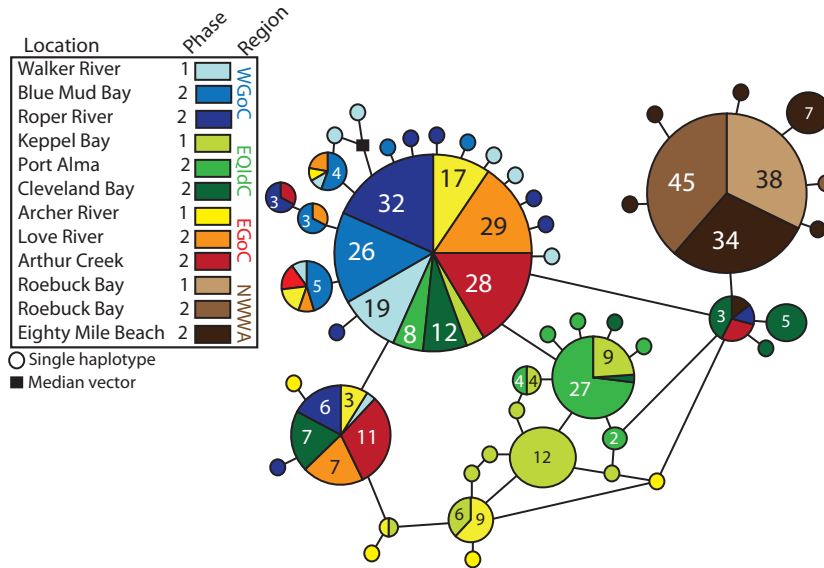 Location Phase Region
Walker River 1
Blue Mud Bay 2
Roper River 2
WGoC
Keppel Bay 1
Port Alma 2
Cleveland Bay 2
EQldC
Archer River 1
Love River 2
Arthur Creek 2
EGoC
Roebuck Bay 1
Roebuck Bay 2
Eighty Mile Beach 2
NWWA
Single haplotype
Median vector
7
4
17
32
45
38
3
3
29
26
34
28
5
19
12
8
3
5
9
4
4
27
3
6
11
7
2
7
12
6
9